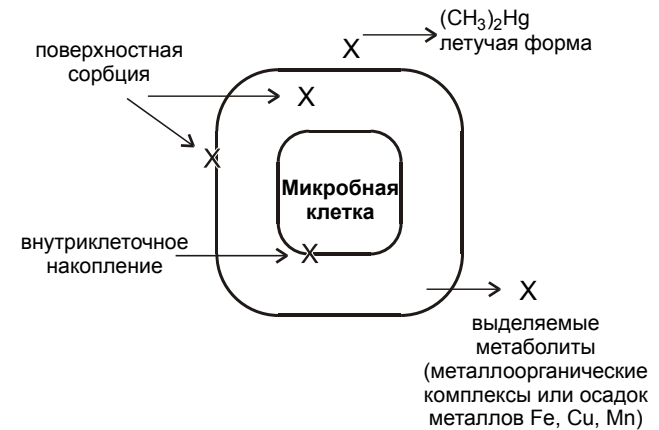 (CH₃)₂Hg
летучая форма
X
поверхностная
сорбция
X
X
Микробная
клетка
внутриклеточное
накопление
X
X
выделяемые
метаболиты
(металлоорганические
комплексы или осадок
металлов Fe, Cu, Mn)